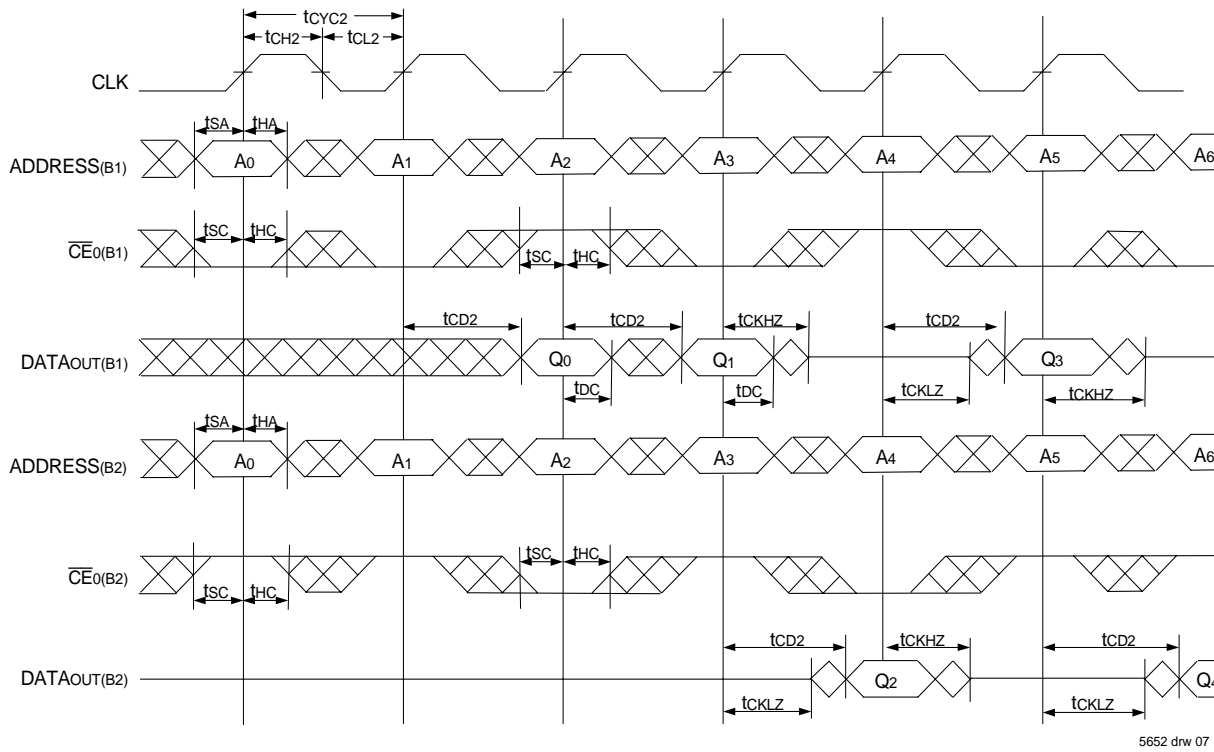 tCYC2
tCH2 tCL2
CLK
tSA tHA
ADDRESS(B1) A0 A1 A2 A3 A4 A5 A6
tSC tHC
CE0(B1)
tSC tHC
tCD2 tCD2 tCKHZ tCD2
DATAOUT(B1) Q0 Q1 Q3
tDC tDC tCKLZ tCKHZ
tSA tHA
ADDRESS(B2) A0 A1 A2 A3 A4 A5 A6
tSC tHC
CE0(B2)
tSC tHC
tCD2 tCKHZ tCD2
DATAOUT(B2) Q2 Q4
tCKLZ tCKLZ
5652 drw 07